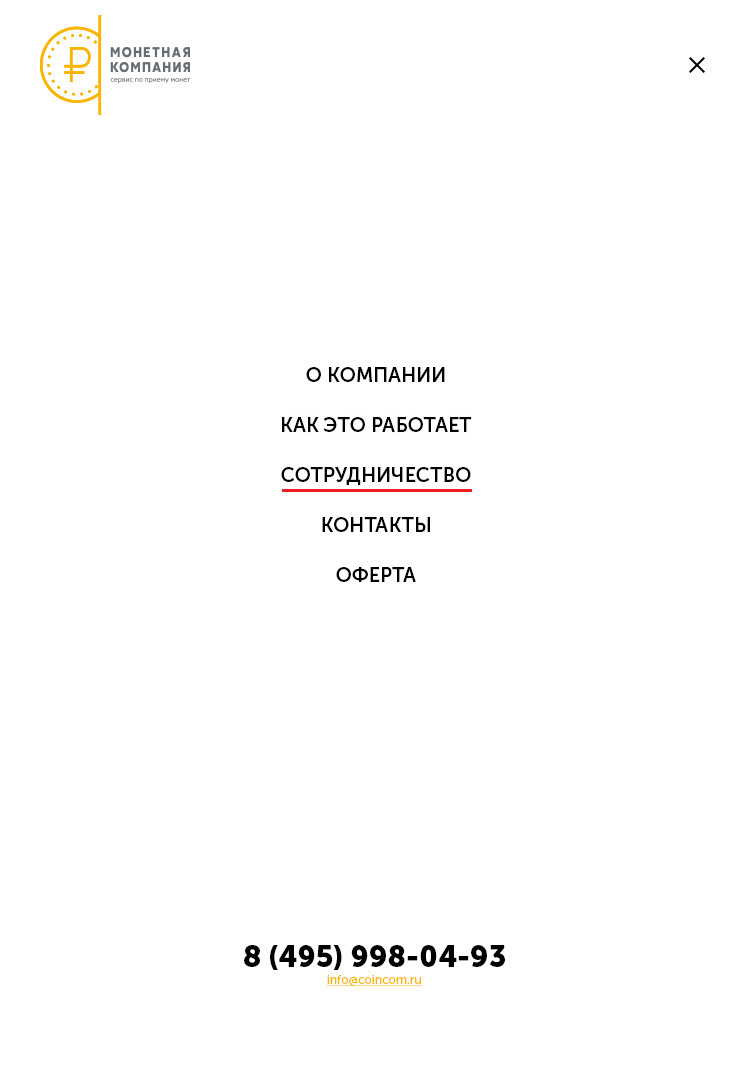 МОНЕТНАЯ
КОМПАНИЯ
сервис по приему монет
О КОМПАНИИ
КАК ЭТО РАБОТАЕТ
СОТРУДНИЧЕСТВО
КОНТАКТЫ
ОФЕРТА
8 (495) 998-04-93
info@coincom.ru